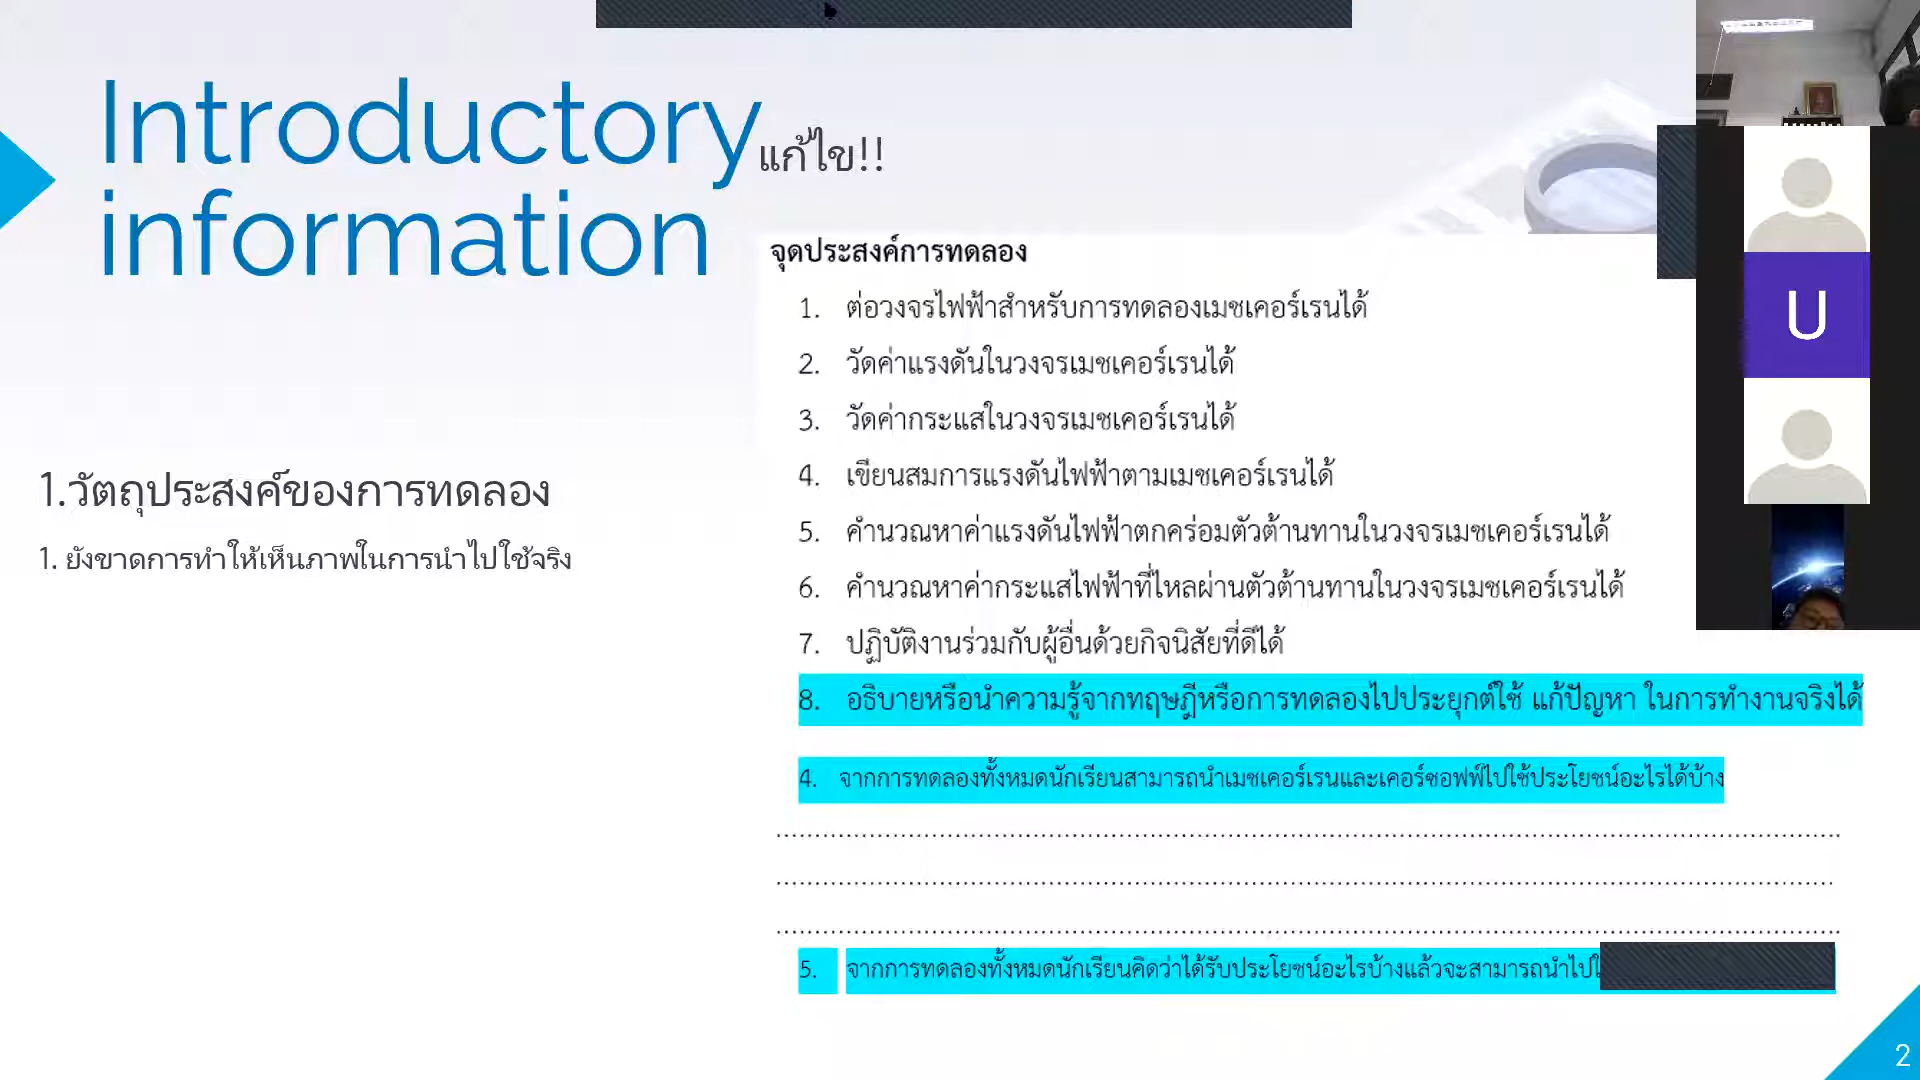 Introductory
information
แก้ไข!!
1.วัตถุประสงค์ของการทดลอง
1. ยังขาดการทำให้เห็นภาพในการนำไปใช้จริง
จุดประสงค์การทดลอง
1. ต่อวงจรไฟฟ้าสำหรับการทดลองเมชเคอร์เรนได้
2. วัดค่าแรงดันในวงจรเมชเคอร์เรนได้
3. วัดค่ากระแสในวงจรเมชเคอร์เรนได้
4. เขียนสมการแรงดันไฟฟ้าตามเมชเคอร์เรนได้
5. คำนวณหาค่าแรงดันไฟฟ้าตกคร่อมตัวต้านทานในวงจรเมชเคอร์เรนได้
6. คำนวณหาค่ากระแสไฟฟ้าที่ไหลผ่านตัวต้านทานในวงจรเมชเคอร์เรนได้
7. ปฏิบัติงานร่วมกับผู้อื่นด้วยกิจนิสัยที่ดีได้
8. อธิบายหรือนำความรู้จากทฤษฎีหรือการทดลองไปประยุกต์ใช้ แก้ปัญหา ในการทำงานจริงได้
4. จากการทดลองทั้งหมดนักเรียนสามารถนำเมชเคอร์เรนและเคอร์ชอฟฟ์ไปใช้ประโยชน์อะไรได้บ้าง
5. จากการทดลองทั้งหมดนักเรียนคิดว่าได้รับประโยชน์อะไรบ้างแล้วจะสามารถนำไป
U
2